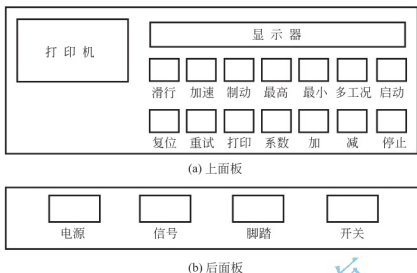 显示器
打印机
滑行 加速 制动 最高 最小 多工况 启动
复位 重试 打印 系数 加 减 停止
(a) 上面板
电源 信号 脚踏 开关
(b) 后面板